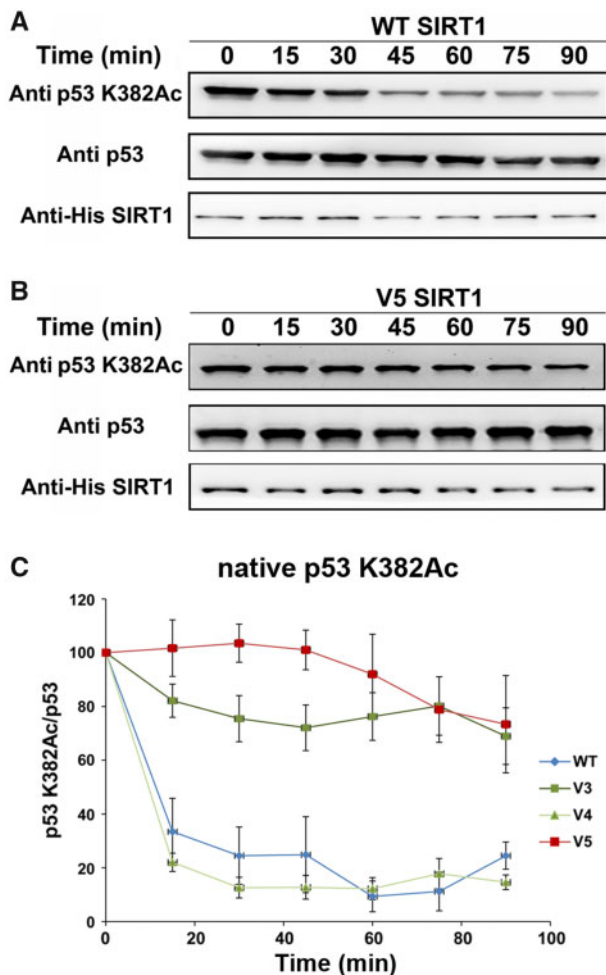 A
WT SIRT1
Time (min) 0 15 30 45 60 75 90
Anti p53 K382Ac
Anti p53
Anti-His SIRT1
B
V5 SIRT1
Time (min) 0 15 30 45 60 75 90
Anti p53 K382Ac
Anti p53
Anti-His SIRT1
C
native p53 K382Ac
p53 K382Ac/p53
120
100
80
60
40
20
0
0 20 40 60 80 100
Time (min)
WT
V3
V4
V5